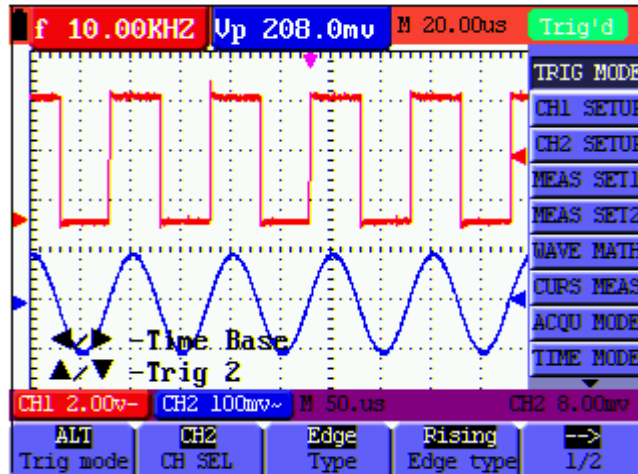 f 10.00KHZ Vp 208.0mv M 20.00us Trig'd
TRIG MODE
CH1 SETUP
CH2 SETUP
MEAS SET1
MEAS SET2
WAVE MATH
CURS MEAS
ACQU MODE
TIME MODE
◀/▶ -Time Base
▲/▼ -Trig 2
CH1 2.00v- CH2 100mv~ M 50.us CH2 8.00mv
ALT CH2 Edge Rising -->
Trig mode CH SEL Type Edge type 1/2